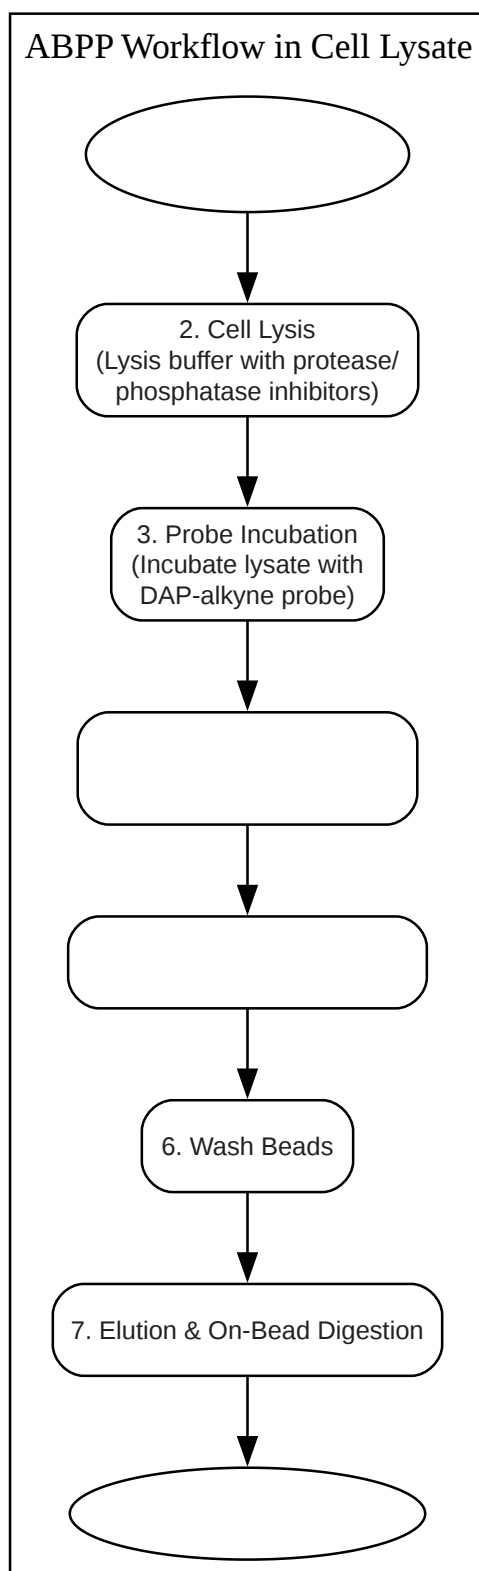 ABPP Workflow in Cell Lysate
2. Cell Lysis
(Lysis buffer with protease/
phosphatase inhibitors)
3. Probe Incubation
(Incubate lysate with
DAP-alkyne probe)
6. Wash Beads
7. Elution & On-Bead Digestion